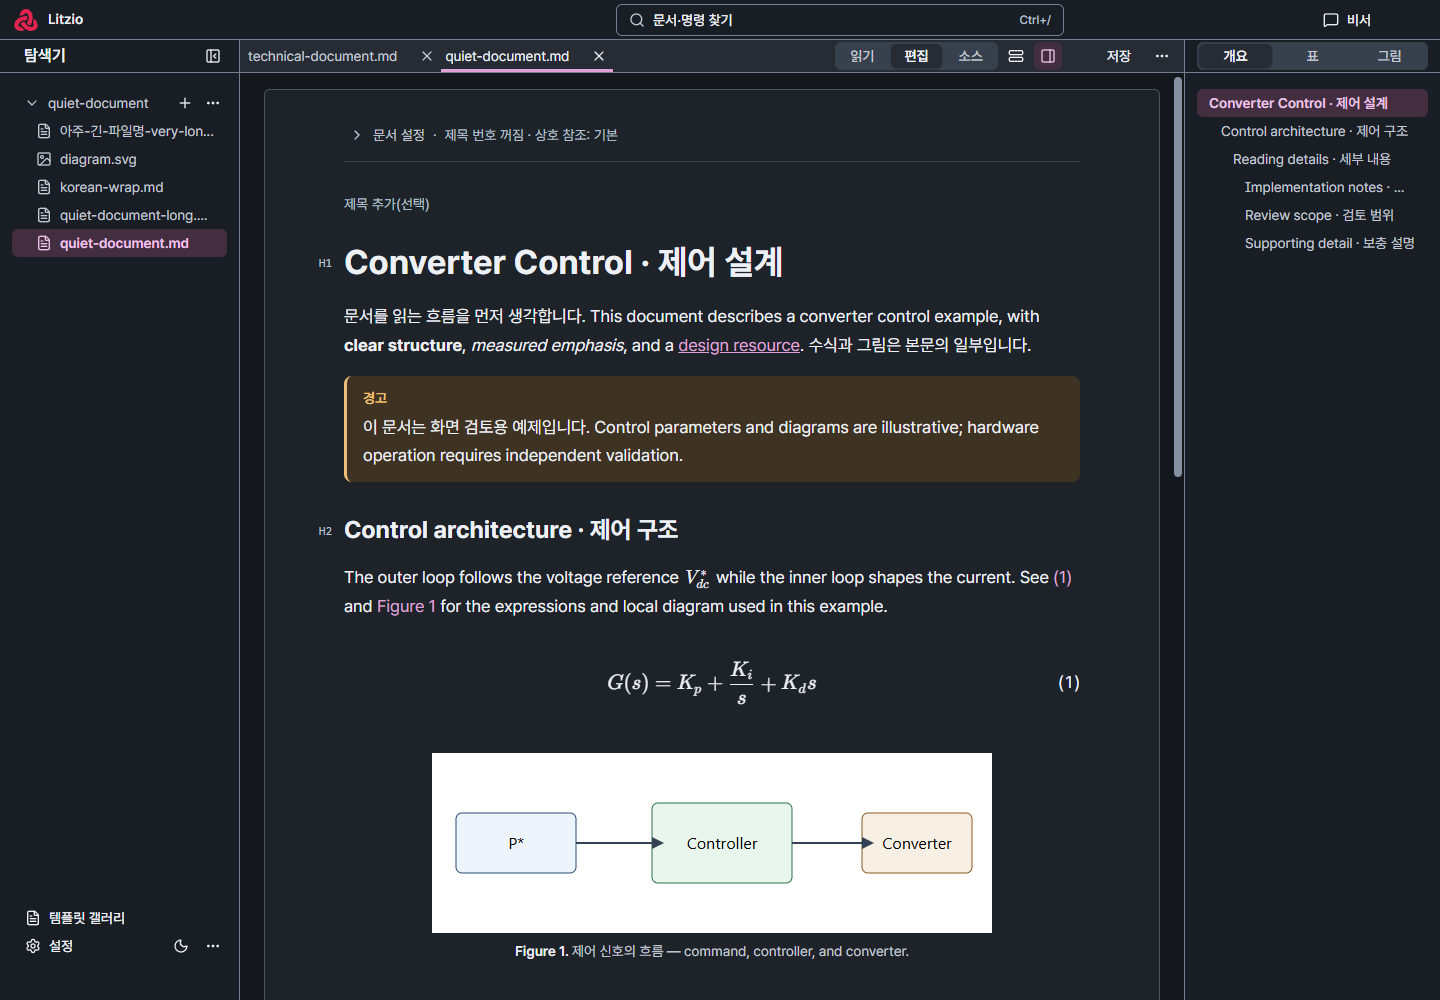 Litzio
문서·명령 찾기
Ctrl+/
비서
탐색기
technical-document.md
quiet-document.md
읽기
편집
소스
저장
개요
표
그림
quiet-document
아주-긴-파일명-very-lon...
diagram.svg
korean-wrap.md
quiet-document-long....
quiet-document.md
템플릿 갤러리
설정
문서 설정 · 제목 번호 꺼짐 · 상호 참조: 기본
제목 추가(선택)
H1
Converter Control · 제어 설계
문서를 읽는 흐름을 먼저 생각합니다. This document describes a converter control example, with
clear structure, measured emphasis, and a design resource. 수식과 그림은 본문의 일부입니다.
경고
이 문서는 화면 검토용 예제입니다. Control parameters and diagrams are illustrative; hardware
operation requires independent validation.
H2
Control architecture · 제어 구조
The outer loop follows the voltage reference V*dc while the inner loop shapes the current. See (1)
and Figure 1 for the expressions and local diagram used in this example.
G(s) = Kp + Ki/s + Kds
(1)
P*
Controller
Converter
Figure 1. 제어 신호의 흐름 — command, controller, and converter.
Converter Control · 제어 설계
Control architecture · 제어 구조
Reading details · 세부 내용
Implementation notes · ...
Review scope · 검토 범위
Supporting detail · 보충 설명